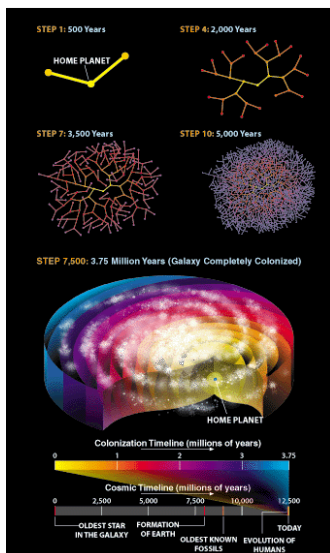 STEP 1: 500 Years
STEP 4: 2,000 Years
HOME PLANET
STEP 7: 3,500 Years
STEP 10: 5,000 Years
STEP 7,500: 3.75 Million Years (Galaxy Completely Colonized)
HOME PLANET
Colonization Timeline (millions of years)
0 1 2 3 3.75
Cosmic Timeline (millions of years)
0 2,500 5,000 7,500 10,000 12,500
TODAY
OLDEST STAR
IN THE GALAXY
FORMATION
OF EARTH
OLDEST KNOWN
FOSSILS
EVOLUTION OF
HUMANS